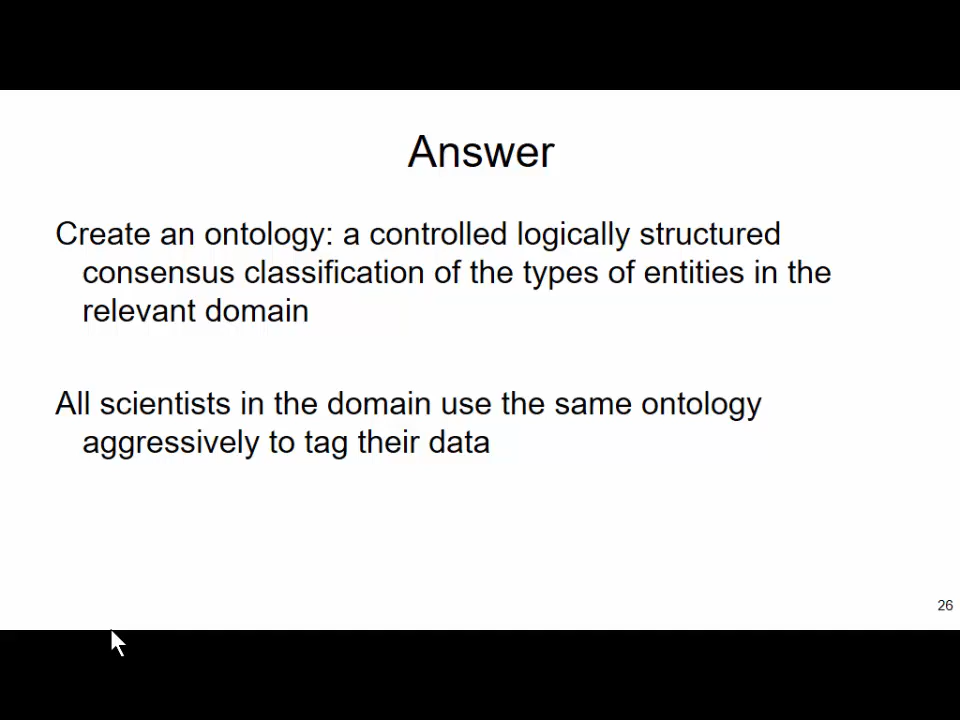 Answer
Create an ontology: a controlled logically structured
consensus classification of the types of entities in the
relevant domain
All scientists in the domain use the same ontology
aggressively to tag their data
26